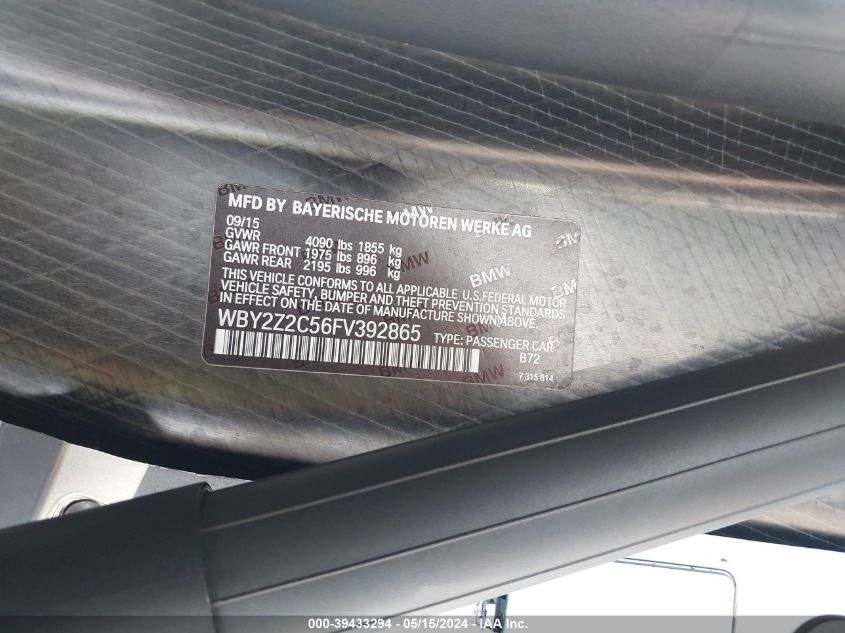 MFD BY BAYERISCHE MOTOREN WERKE AG
09/15
GVWR 4090 lbs 1855 kg
GAWR FRONT 1975 lbs 896 kg
GAWR REAR 2195 lbs 996 kg
THIS VEHICLE CONFORMS TO ALL APPLICABLE U.S.FEDERAL MOTOR
VEHICLE SAFETY, BUMPER AND THEFT PREVENTION STANDARDS
IN EFFECT ON THE DATE OF MANUFACTURE SHOWN ABOVE.
WBY2Z2C56FV392865 TYPE: PASSENGER CAR
B72
7 315 814
000-39433294 - 05/15/2024 - IAA Inc.